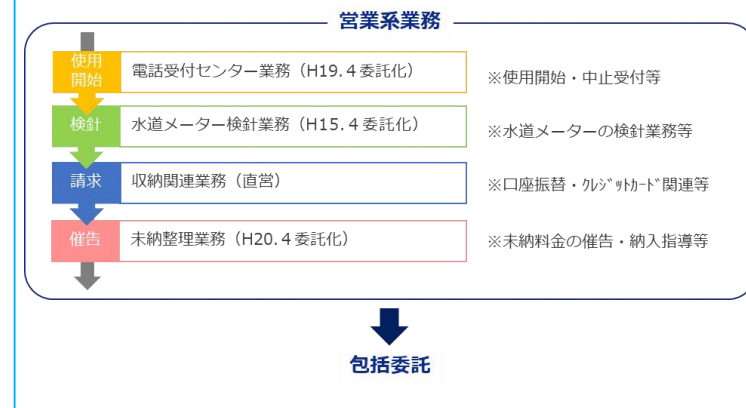 営業系業務
使用
開始
電話受付センター業務（H19.4委託化）
※使用開始・中止受付等
検針
水道メーター検針業務（H15.4委託化）
※水道メーターの検針業務等
請求
収納関連業務（直営）
※口座振替・ｸﾚｼﾞｯﾄｶｰﾄﾞ関連等
催告
未納整理業務（H20.4委託化）
※未納料金の催告・納入指導等
包括委託